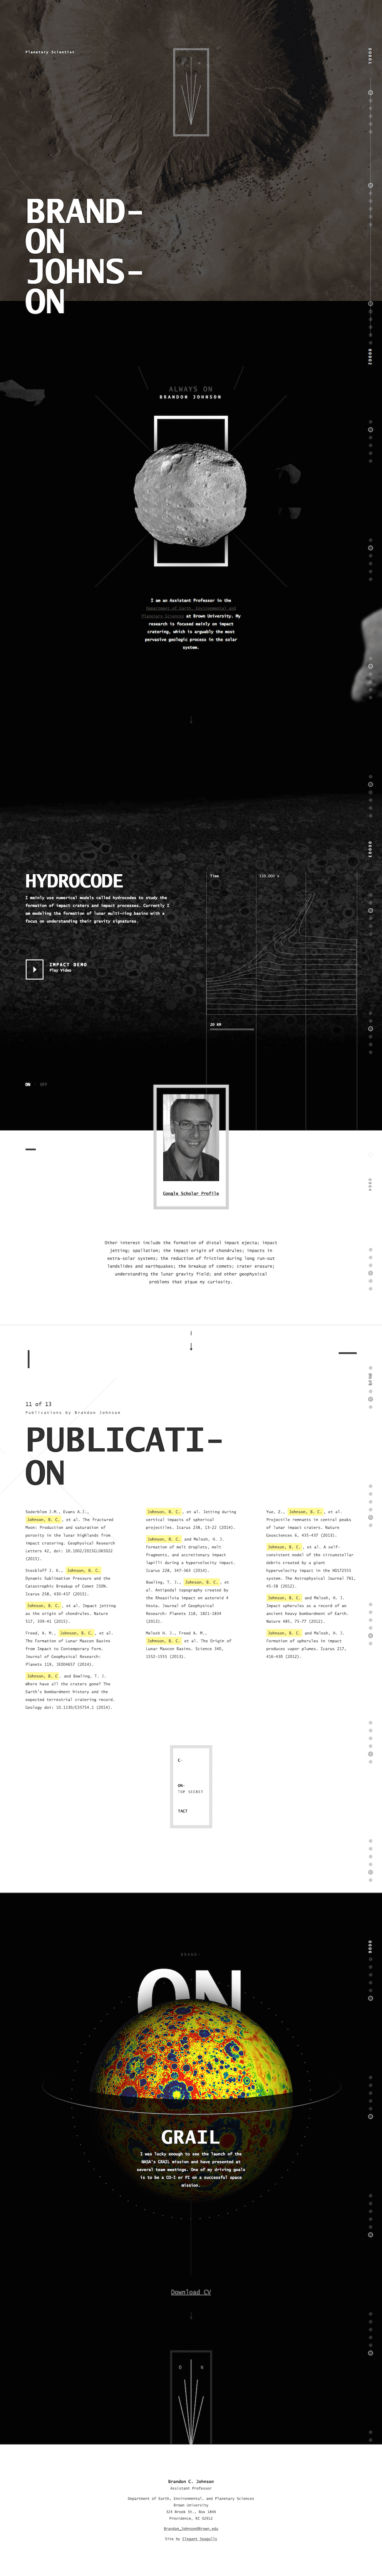 Planetary Scientist
BRAND-
ON
JOHNS-
ON
ALWAYS ON
BRANDON JOHNSON
I am an Assistant Professor in the
Department of Earth, Environmental and
Planetary Sciences at Brown University. My
research is focused mainly on impact
cratering, which is arguably the most
pervasive geologic process in the solar
system.
HYDROCODE
I mainly use numerical models called hydrocodes to study the
formation of impact craters and impact processes. Currently I
am modeling the formation of lunar multi-ring basins with a
focus on understanding their gravity signatures.
IMPACT DEMO
Play Video
Time
20 KM
ON / OFF
Google Scholar Profile
Other interest include the formation of distal impact ejecta; impact
jetting; spallation; the impact origin of chondrules; impacts in
extra-solar systems; the reduction of friction during long run-out
landslides and earthquakes; the breakup of comets; crater erasure;
understanding the lunar gravity field; and other geophysical
problems that pique my curiosity.
11 of 13
Publications by Brandon Johnson
PUBLICATI-
ON
Soderblom J.M., Evans A.J.,
Johnson, B. C., et al. The fractured
Moon: Production and saturation of
porosity in the lunar highlands from
impact cratering. Geophysical Research
Letters 42,
(2015).
Stickloff J. K., Johnson, B. C.
Dynamic Sublimation Pressure and the
Catastrophic Breakup of Comet ISON.
Icarus 258, 430-437 (2015).
Johnson, B. C., et al. Impact jetting
as the origin of chondrules. Nature
517, 339-41 (2015).
Freed, A. M., Johnson, B. C., et al.
The Formation of Lunar Mascon Basins
from Impact to Contemporary Form.
Journal of Geophysical Research:
Planets 119, (2014).
Johnson, B. C. and Bowling, T. J.
Where have all the craters gone? The
Earth's bombardment history and the
expected terrestrial cratering record.
Geology doi: 10.1130/G35754.1 (2014).
Johnson, B. C., et al. Jetting during
vertical impacts of spherical
projectiles. Icarus 238, 13-22 (2014).
Johnson, B. C. and Melosh, H. J.
Formation of melt droplets, melt
fragments, and accretionary impact
lapilli during a hypervelocity impact.
Icarus 228, 347-363 (2014).
Bowling, T. J., Johnson, B. C., et
al. Antipodal topography created by
the Rheasilvia impact on asteroid 4
Vesta. Journal of Geophysical
Research: Planets 118, 1821-1834
(2013).
Melosh H. J., Freed A. M.,
Johnson, B. C. et al. The Origin of
Lunar Mascon Basins. Science 340,
1552-1555 (2013).
Yue, Z., Johnson, B. C., et al.
Projectile remnants in central peaks
of lunar impact craters. Nature
Geosciences 6, 435-437 (2013).
Johnson, B. C., et al. A self-
consistent model of the circumstellar
debris created by a giant
hypervelocity impact in the HD172555
system. The Astrophysical Journal 761,
45-58 (2012).
Johnson, B. C. and Melosh, H. J.
Impact spherules as a record of an
ancient heavy bombardment of Earth.
Nature 485, 75-77 (2012).
Johnson, B. C. and Melosh, H. J.
Formation of spherules in impact
produced vapor plumes. Icarus 217,
416-430 (2012).
C-
ON-
TOP SECRET
TACT
BRAND-
ON
GRAIL
I was lucky enough to see the launch of the
NASA's GRAIL mission and have presented at
several team meetings. One of my driving goals
is to be a CO-I or PI on a successful space
mission.
Download CV
O K
Brandon C. Johnson
Assistant Professor
Department of Earth, Environmental, and Planetary Sciences
Brown University
324 Brook St., Box 1846
Providence, RI 02912
Brandon_Johnson@brown.edu
Site by Elegant Seagulls